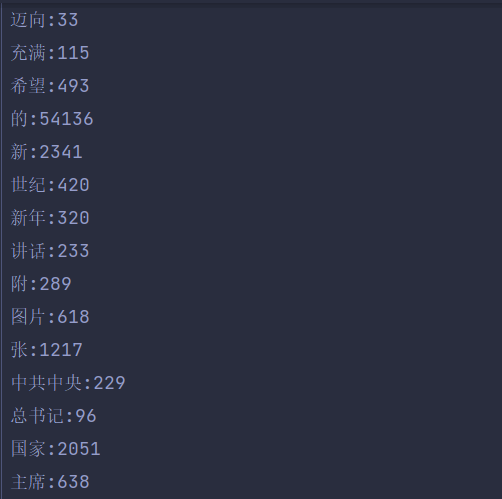 迈向:33
充满:115
希望:493
的:54136
新:2341
世纪:420
新年:320
讲话:233
附:289
图片:618
张:1217
中共中央:229
总书记:96
国家:2051
主席:638